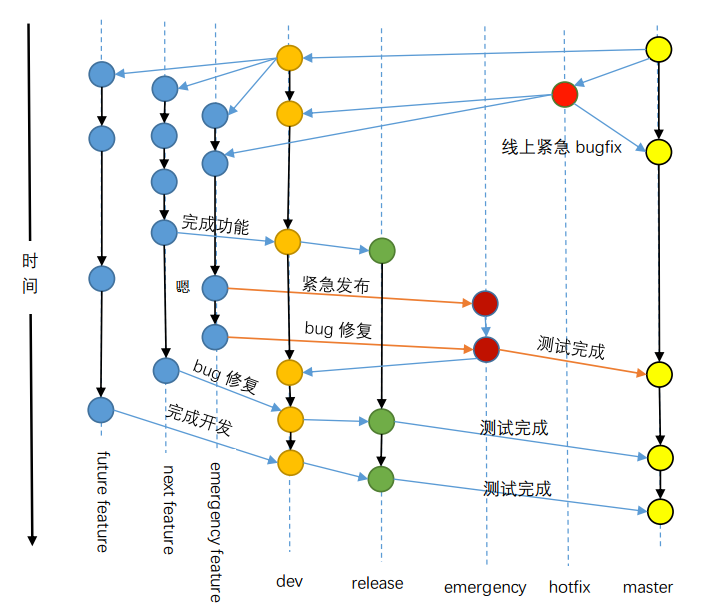 线上紧急 bugfix
完成功能
时
间
嗯
紧急发布
bug 修复
测试完成
bug 修复
完成开发
测试完成
测试完成
future feature
next feature
emergency feature
dev
release
emergency
hotfix
master